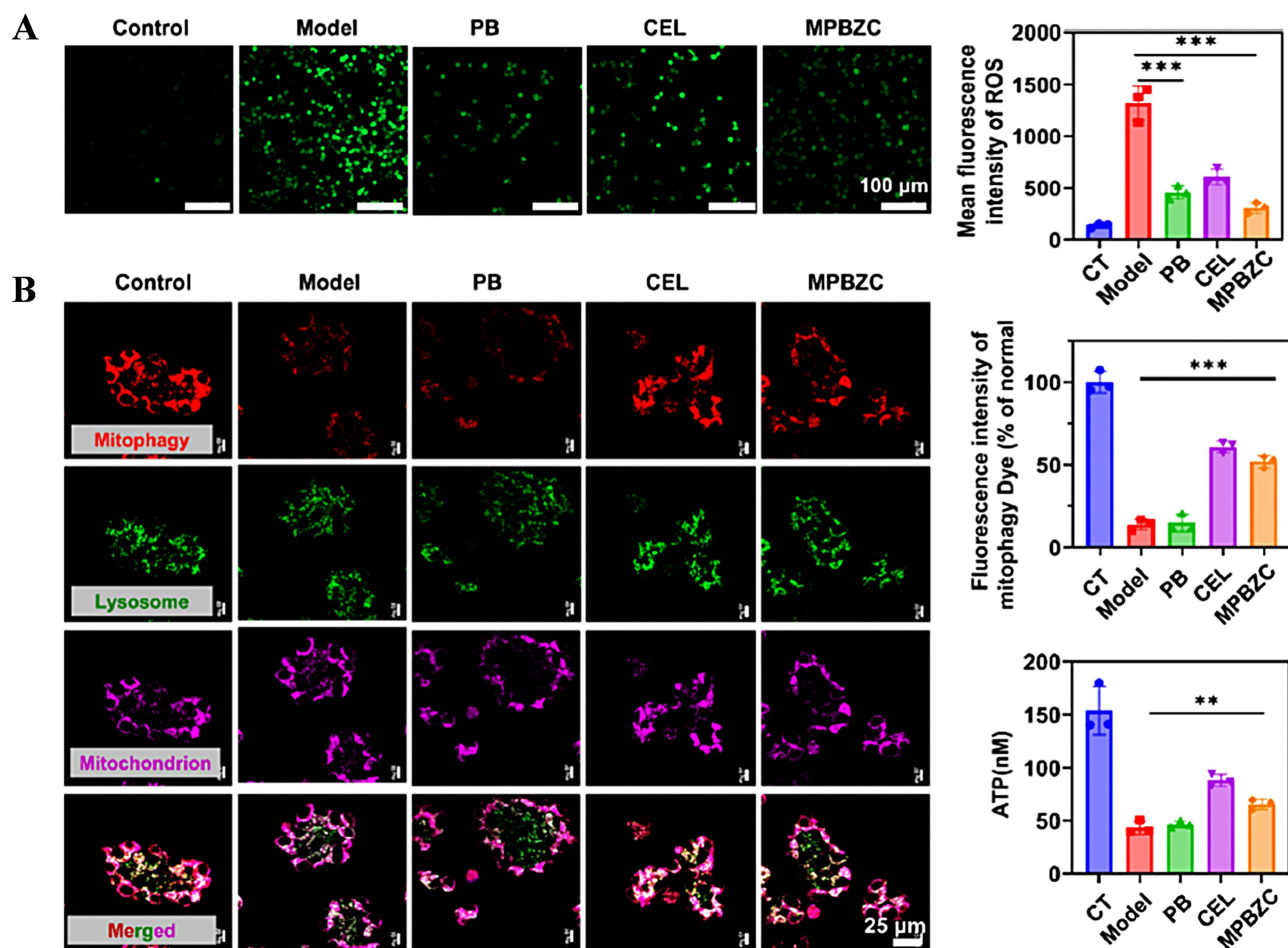 A
Control Model PB CEL MPBZC
100 µm
Mean fluorescence
intensity of ROS
2000
1500
1000
500
0
***
***
CT Model PB CEL MPBZC
B
Control Model PB CEL MPBZC
Mitophagy
Lysosome
Mitochondrion
Merged
25 µm
Fluorescence intensity of
mitophagy Dye (% of normal
100
50
0
***
CT Model PB CEL MPBZC
ATP(nM)
200
150
100
50
0
**
CT Model PB CEL MPBZC